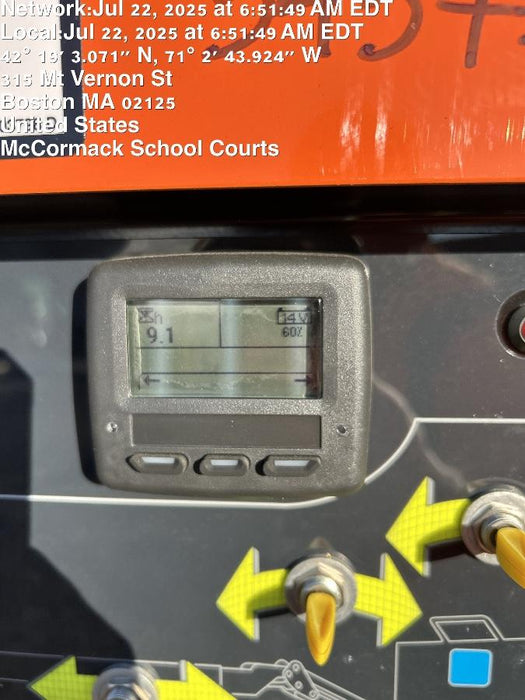 Network:Jul 22, 2025 at 6:51:49 AM EDT
Local:Jul 22, 2025 at 6:51:49 AM EDT
42° 19' 3.071" N, 71° 2' 43.924" W
315 Mt Vernon St
Boston MA 02125
United States
McCormack School Courts
h
9.1
60%